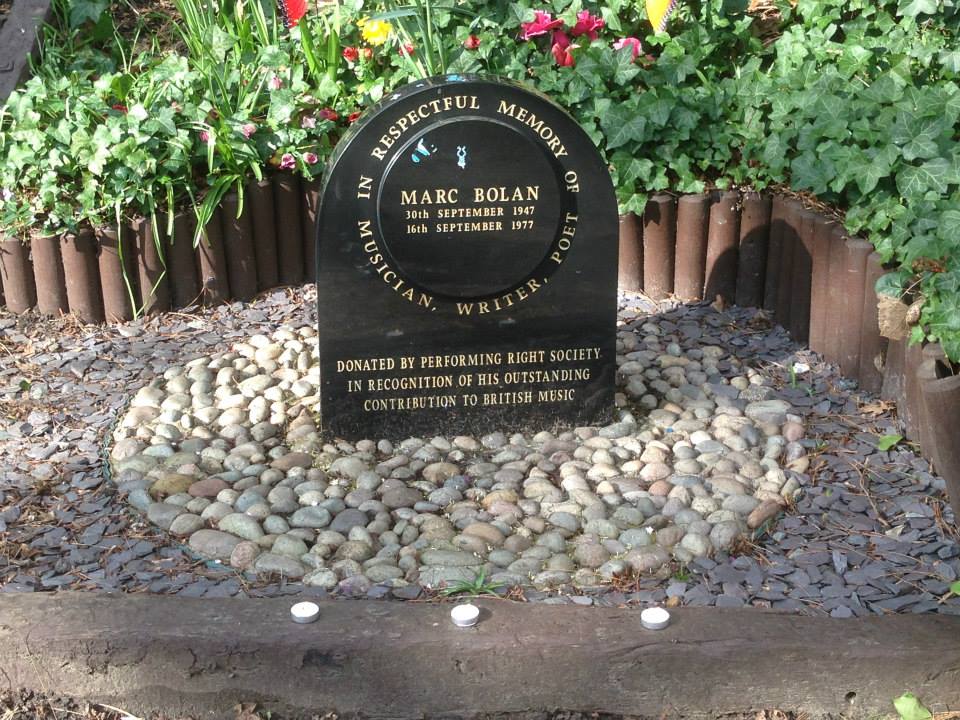 IN RESPECTFUL MEMORY OF
MARC BOLAN
30th SEPTEMBER 1947
16th SEPTEMBER 1977
MUSICIAN, WRITER, POET
DONATED BY PERFORMING RIGHT SOCIETY
IN RECOGNITION OF HIS OUTSTANDING
CONTRIBUTION TO BRITISH MUSIC